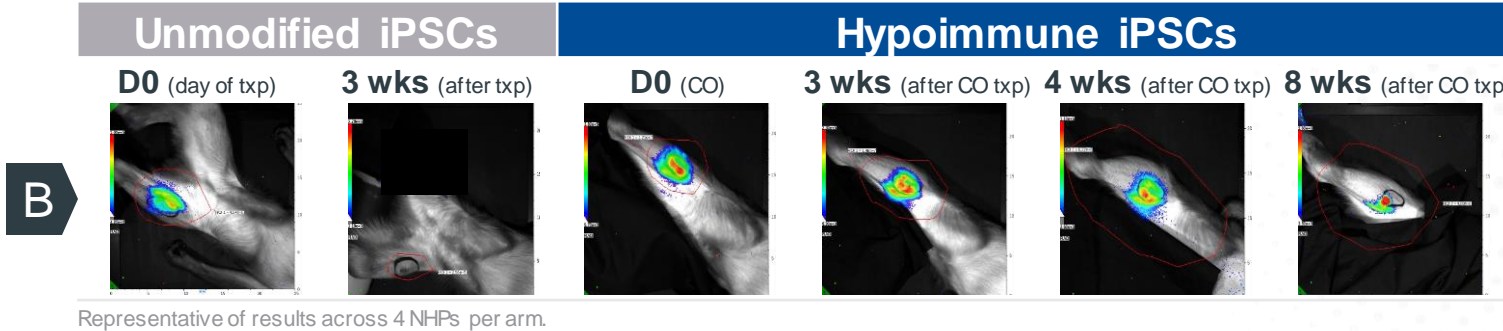 Unmodified iPSCs
Hypoimmune iPSCs
D0 (day of txp)
3 wks (after txp)
D0 (CO)
3 wks (after CO txp)
4 wks (after CO txp)
8 wks (after CO txp
B
Representative of results across 4 NHPs per arm.